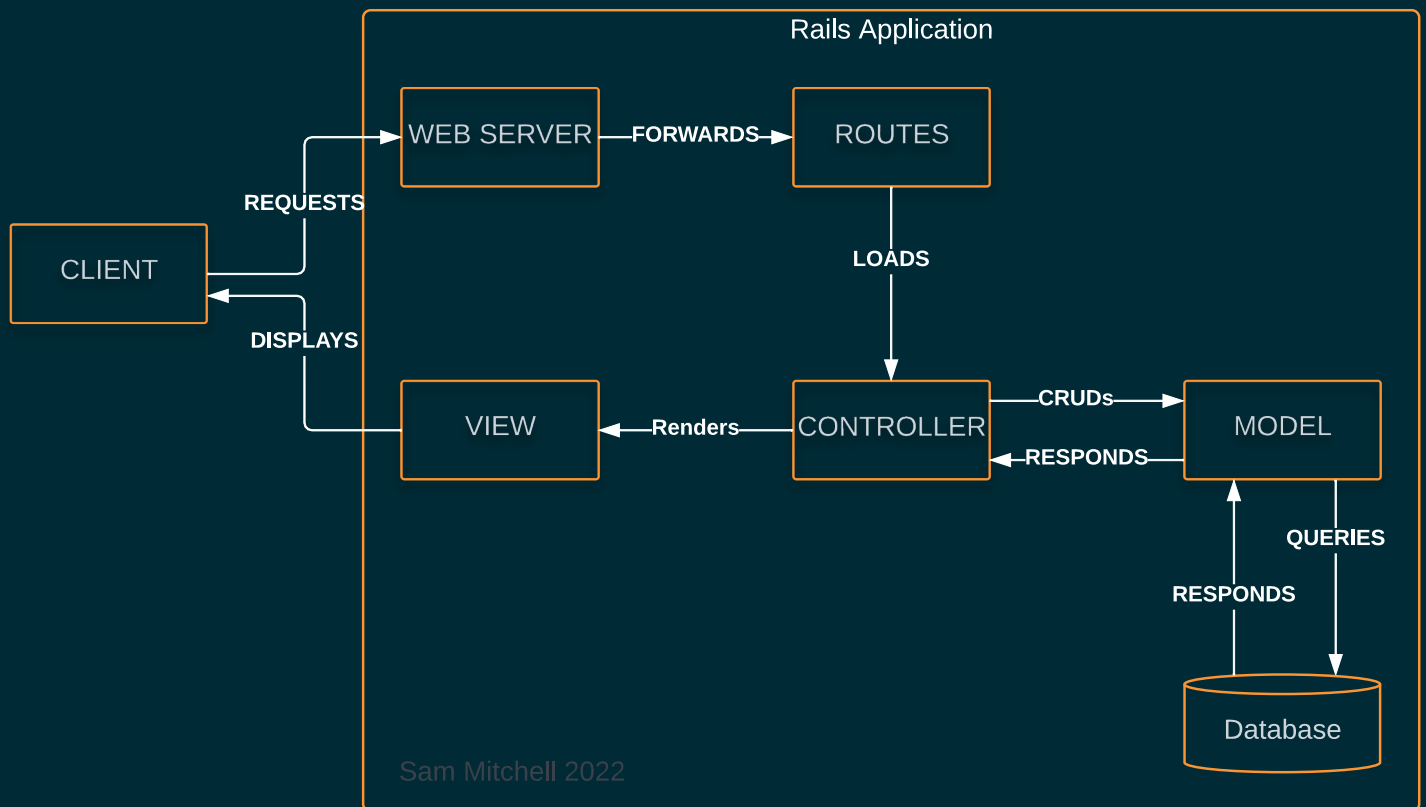 Rails Application
WEB SERVER
FORWARDS
ROUTES
REQUESTS
CLIENT
LOADS
DISPLAYS
VIEW
Renders
CONTROLLER
CRUDs
RESPONDS
MODEL
QUERIES
RESPONDS
Database
Sam Mitchell 2022